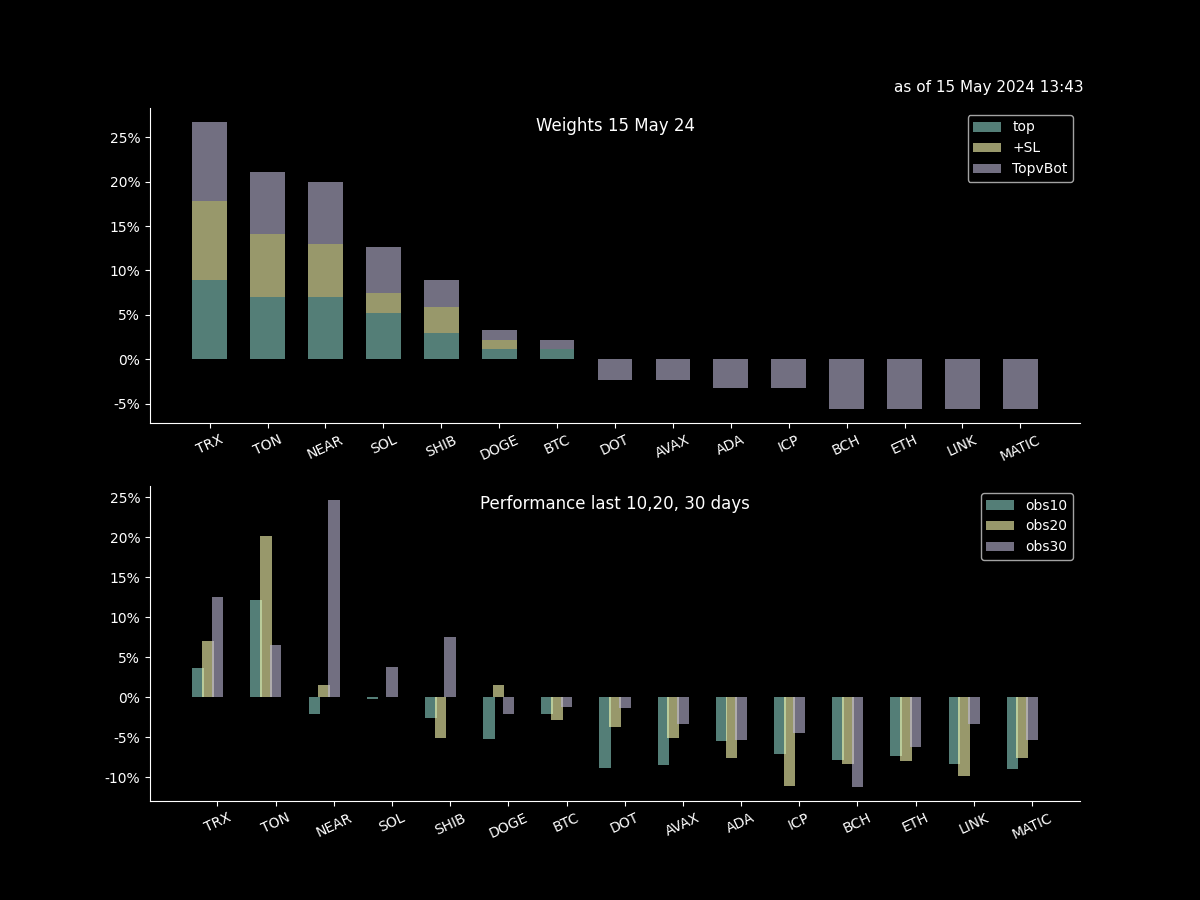 as of 15 May 2024 13:43
Weights 15 May 24
top
+SL
TopvBot
25%
20%
15%
10%
5%
0%
-5%
TRX TON NEAR SOL SHIB DOGE BTC DOT AVAX ADA ICP BCH ETH LINK MATIC
Performance last 10,20, 30 days
obs10
obs20
obs30
25%
20%
15%
10%
5%
0%
-5%
-10%
TRX TON NEAR SOL SHIB DOGE BTC DOT AVAX ADA ICP BCH ETH LINK MATIC